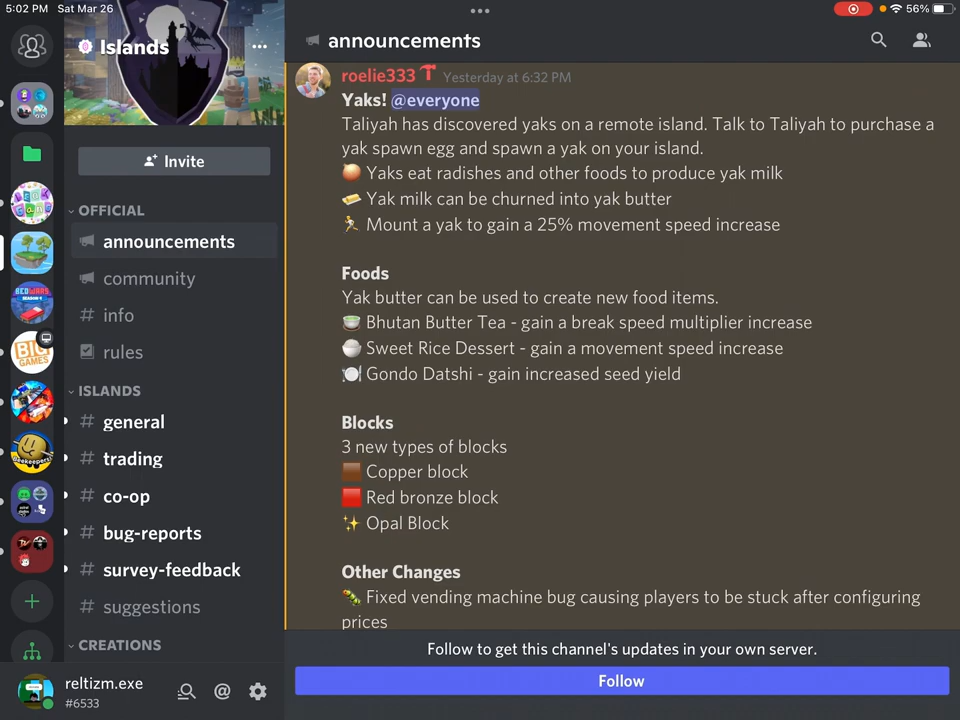 5:02 PM Sat Mar 26
56%
Islands
Invite
OFFICIAL
announcements
community
info
rules
ISLANDS
general
trading
co-op
bug-reports
survey-feedback
suggestions
CREATIONS
reltizm.exe
#6533
BED WARS
BIG GAMES
announcements
roelie333 Yesterday at 6:32 PM
Yaks! @everyone
Taliyah has discovered yaks on a remote island. Talk to Taliyah to purchase a
yak spawn egg and spawn a yak on your island.
Yaks eat radishes and other foods to produce yak milk
Yak milk can be churned into yak butter
Mount a yak to gain a 25% movement speed increase
Foods
Yak butter can be used to create new food items.
Bhutan Butter Tea - gain a break speed multiplier increase
Sweet Rice Dessert - gain a movement speed increase
Gondo Datshi - gain increased seed yield
Blocks
3 new types of blocks
Copper block
Red bronze block
Opal Block
Other Changes
Fixed vending machine bug causing players to be stuck after configuring
prices
Follow to get this channel's updates in your own server.
Follow